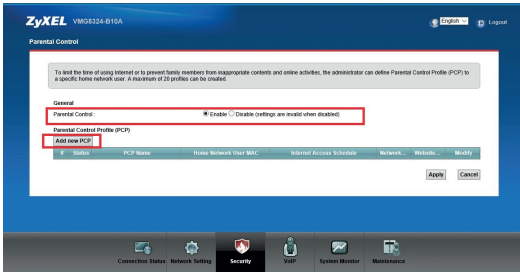 ZyXEL VMG8324-B10A
English
Logout
Parental Control
To limit the time of using Internet or to prevent family members from inappropriate contents and online activities, the administrator can define Parental Control Profile (PCP) to
a specific home network user. A maximum of 20 profiles can be created.
General
Parental Control : Enable Disable (settings are invalid when disabled)
Parental Control Profile (PCP)
Add new PCP
# Status PCP Name Home Network User MAC Internet Access Schedule Network... Website... Modify
Apply Cancel
Connection Status Network Setting Security VoIP System Monitor Maintenance